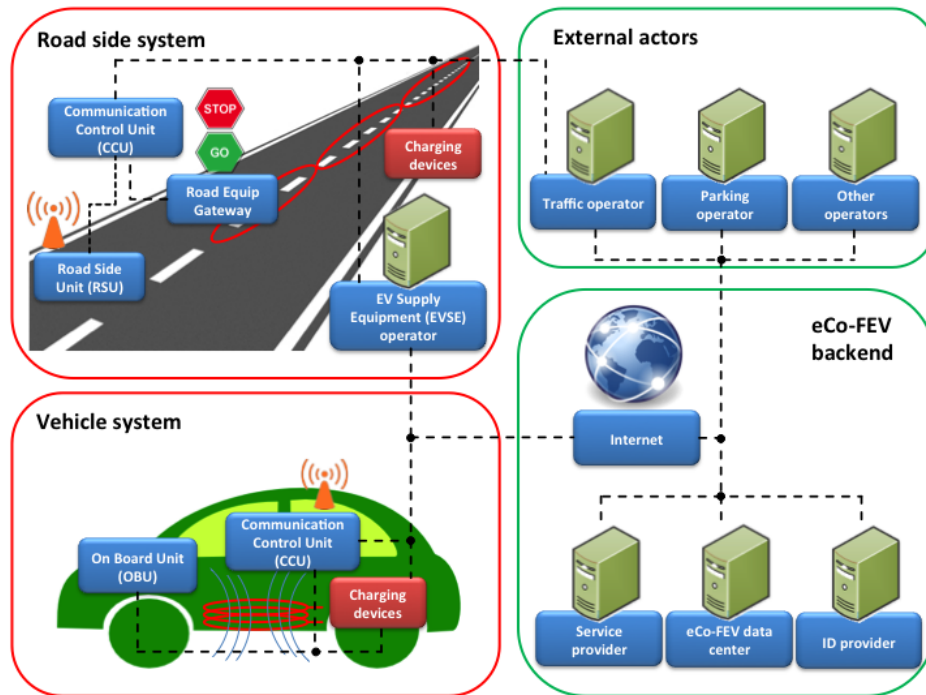 Road side system
Communication
Control Unit
(CCU)
STOP
GO
Road Equip
Gateway
Charging
devices
Road Side
Unit (RSU)
EV Supply
Equipment (EVSE)
operator
External actors
Traffic operator
Parking
operator
Other
operators
Vehicle system
On Board Unit
(OBU)
Communication
Control Unit
(CCU)
Charging
devices
eCo-FEV
backend
Internet
Service
provider
eCo-FEV data
center
ID provider